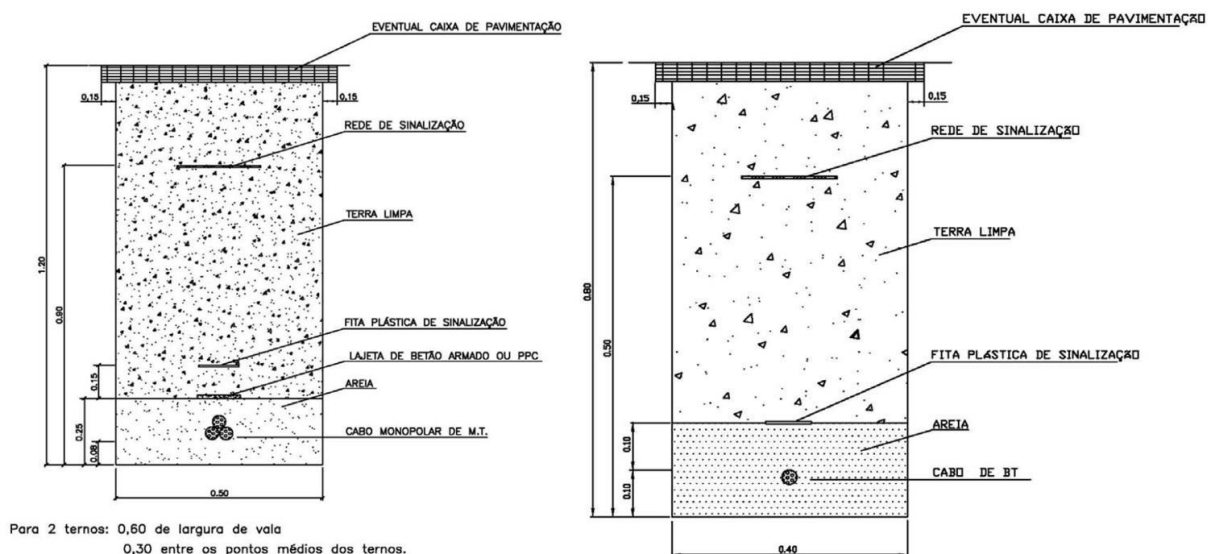 EVENTUAL CAIXA DE PAVIMENTAÇÃO
0,15
0,15
REDE DE SINALIZAÇÃO
TERRA LIMPA
1.20
0.90
FITA PLÁSTICA DE SINALIZAÇÃO
LAJETA DE BETÃO ARMADO OU PPC
0.15
AREIA
0.25
CABO MONOPOLAR DE M.T.
0.08
0.50
Para 2 ternos: 0,60 de largura de vala
0,30 entre os pontos médios dos ternos.
EVENTUAL CAIXA DE PAVIMENTAÇÃO
0,15
0,15
REDE DE SINALIZAÇÃO
TERRA LIMPA
0.80
0.50
FITA PLÁSTICA DE SINALIZAÇÃO
AREIA
0.10
CABO DE BT
0.10
0.40